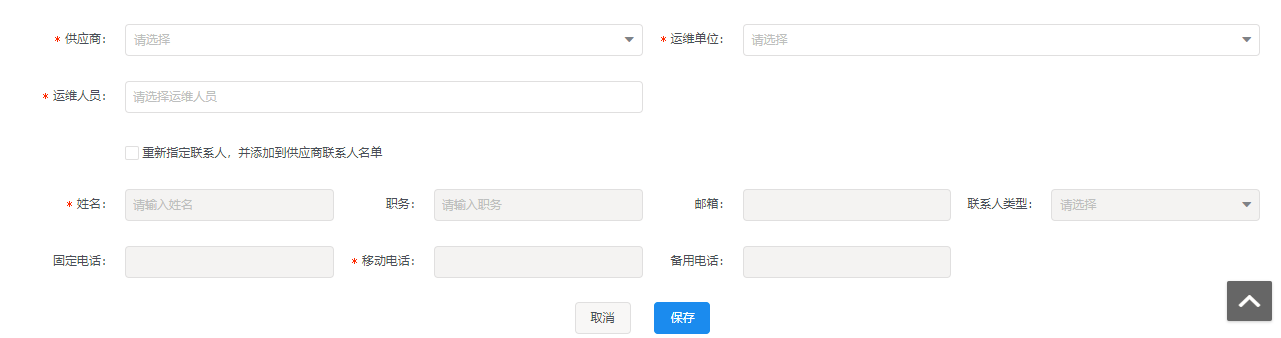 * 供应商： 请选择 * 运维单位： 请选择
* 运维人员： 请选择运维人员
重新指定联系人，并添加到供应商联系人名单
* 姓名： 请输入姓名 职务： 请输入职务 邮箱： 联系人类型： 请选择
固定电话： * 移动电话： 备用电话：
取消 保存